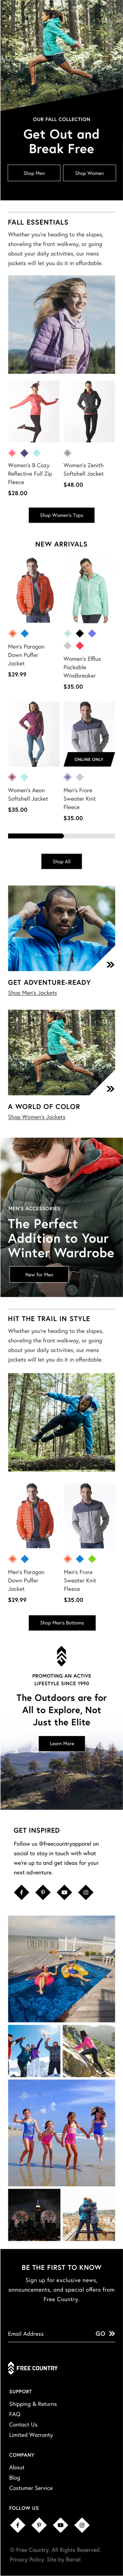 OUR FALL COLLECTION
Get Out and
Break Free
Shop Men
Shop Women
FALL ESSENTIALS
Whether you're heading to the slopes,
shoveling the front walkway, or going
about your daily activities, our mens
jackets will let you do it in affordable.
Women's B Cozy
Reflective Full Zip
Fleece
$28.00
Women's Zenith
Softshell Jacket
$48.00
Shop Women's Tops
NEW ARRIVALS
Men's Paragon
Down Puffer
Jacket
$29.99
Women's Efflux
Packable
Windbreaker
$35.00
ONLINE ONLY
Women's Aeon
Softshell Jacket
$35.00
Men's Frore
Sweater Knit
Fleece
$35.00
Shop All
GET ADVENTURE-READY
Shop Men's Jackets
A WORLD OF COLOR
Shop Women's Jackets
MEN'S ACCESSORIES
The Perfect
Addition to Your
Winter Wardrobe
New for Men
HIT THE TRAIL IN STYLE
Whether you're heading to the slopes,
shoveling the front walkway, or going
about your daily activities, our mens
jackets will let you do it in affordable.
Men's Paragon
Down Puffer
Jacket
$29.99
Men's Frore
Sweater Knit
Fleece
$35.00
Shop Men's Bottoms
PROMOTING AN ACTIVE
LIFESTYLE SINCE 1990
The Outdoors are for
All to Explore, Not
Just the Elite
Learn More
GET INSPIRED
Follow us @freecountryapparel on
social to stay in touch with what
we're up to and get ideas for your
next adventure.
BE THE FIRST TO KNOW
Sign up for exclusive news,
announcements, and special offers from
Free Country.
Email Address
GO
FREE COUNTRY
SUPPORT
Shipping & Returns
FAQ
Contact Us
Limited Warranty
COMPANY
About
Blog
Costumer Service
FOLLOW US
© Free Country. All Rights Reserved.
Privacy Policy. Site by Barrel